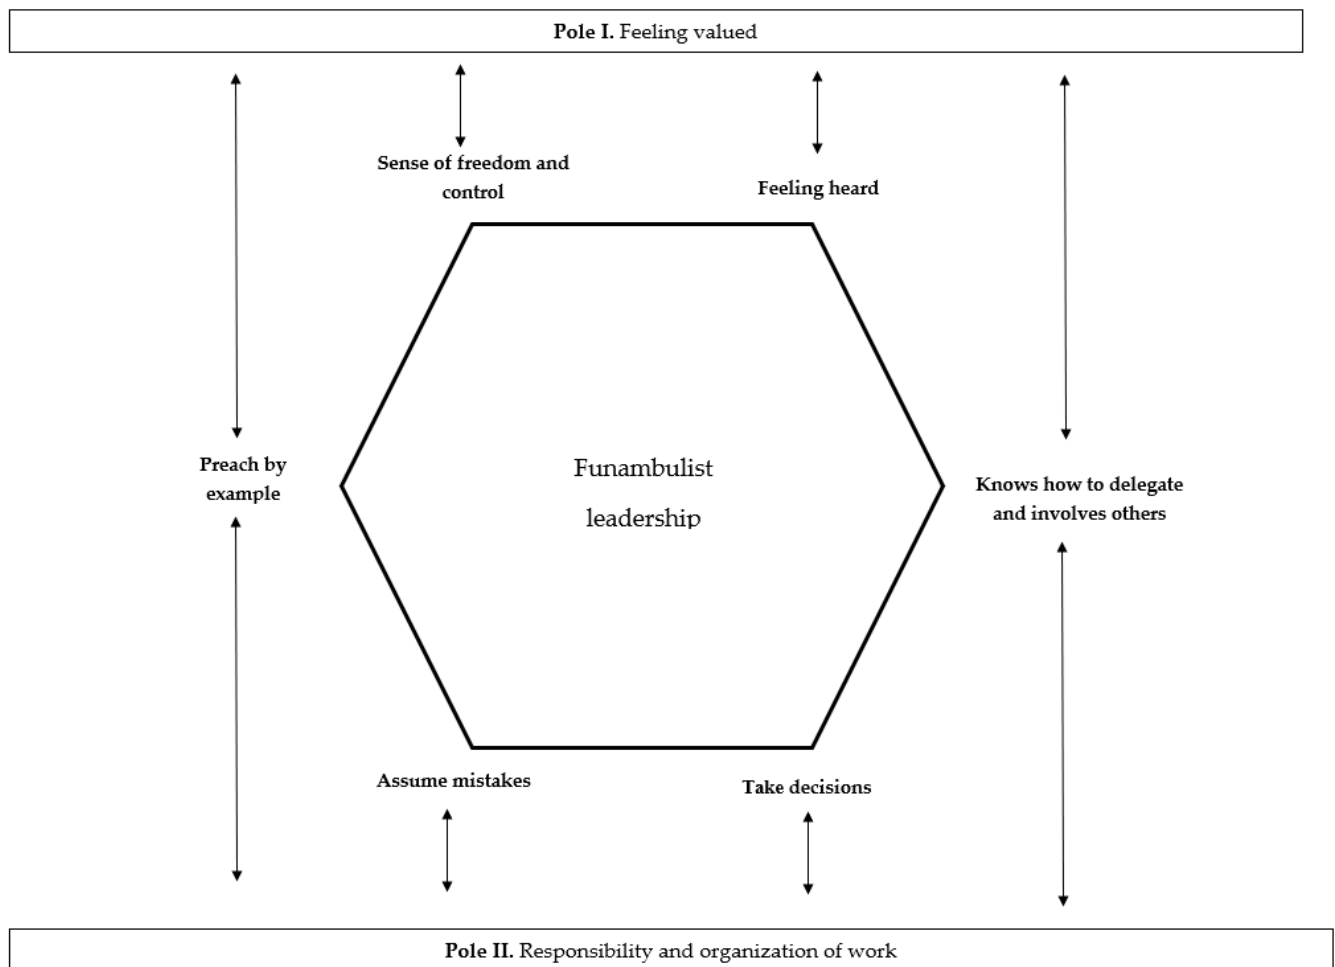 Pole I. Feeling valued
Sense of freedom and
control
Feeling heard
Preach by
example
Funambulist
leadership
Knows how to delegate
and involves others
Assume mistakes
Take decisions
Pole II. Responsibility and organization of work